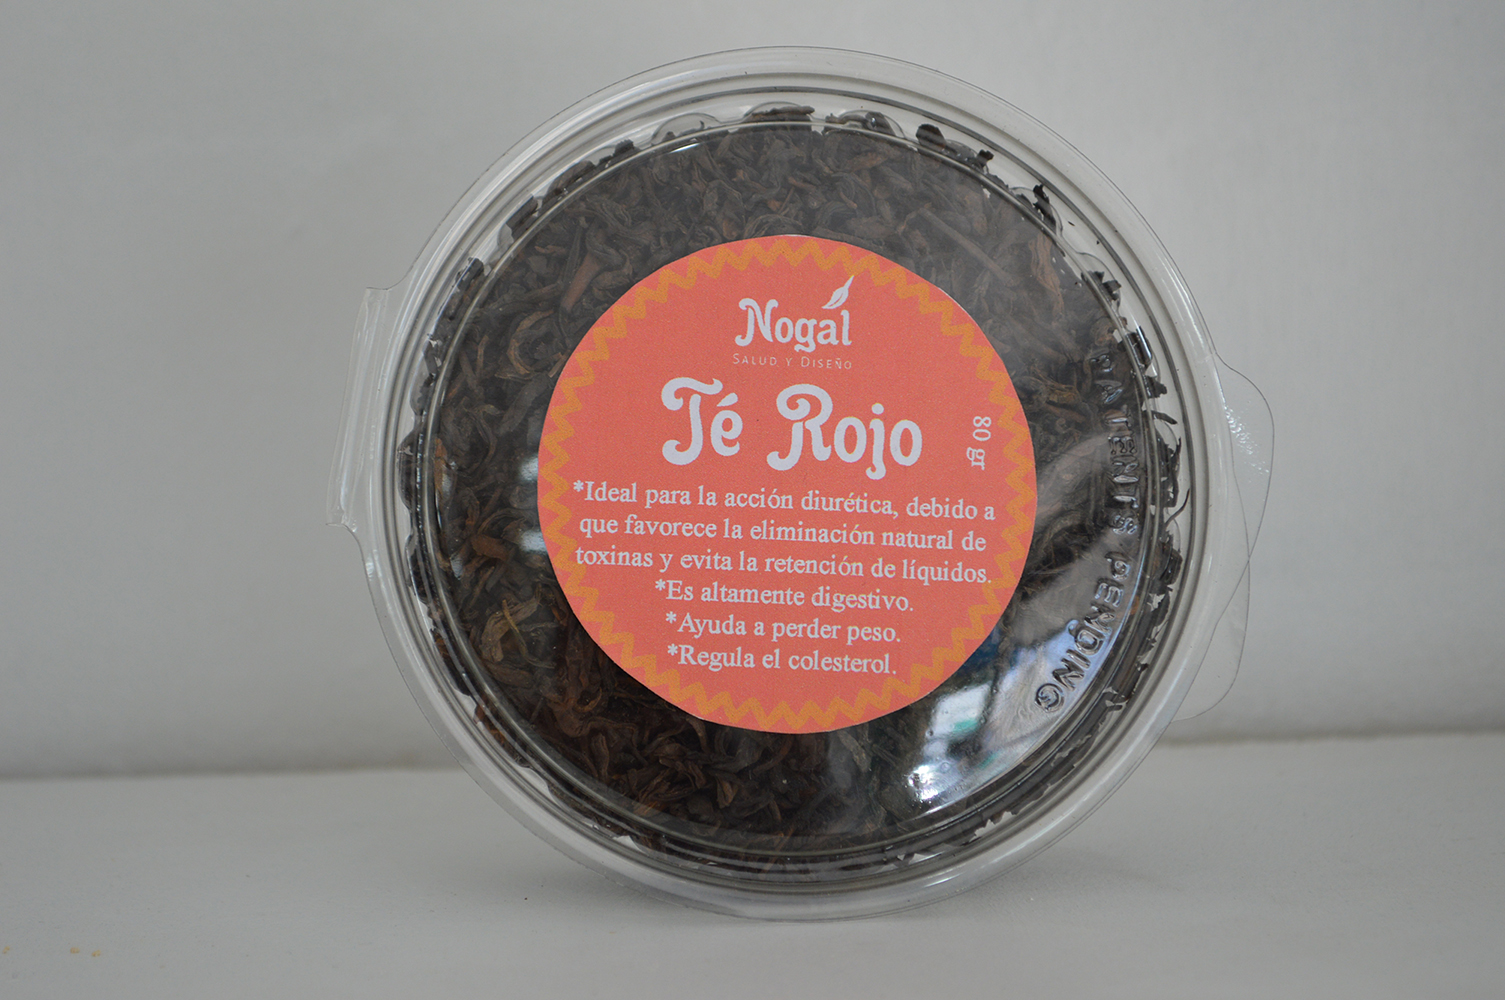 Nogal
SALUD Y DISEÑO
Té Rojo
80 gr
*Ideal para la acción diurética, debido a
que favorece la eliminación natural de
toxinas y evita la retención de líquidos.
*Es altamente digestivo.
*Ayuda a perder peso.
*Regula el colesterol.
PATENTS PENDING